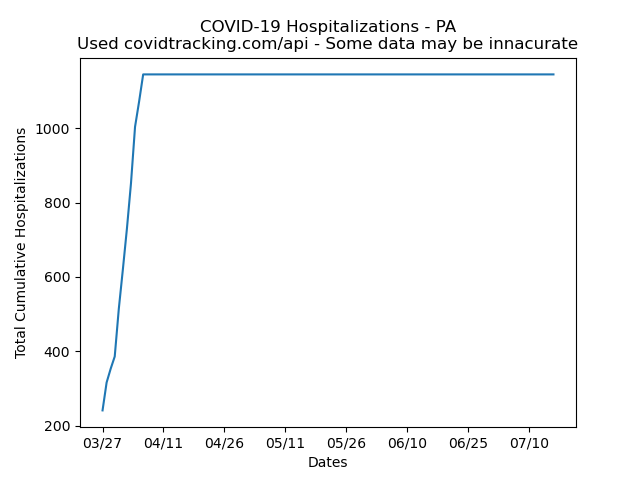 COVID-19 Hospitalizations - PA
Used covidtracking.com/api - Some data may be innacurate
Total Cumulative Hospitalizations
1000
800
600
400
200
03/27 04/11 04/26 05/11 05/26 06/10 06/25 07/10
Dates